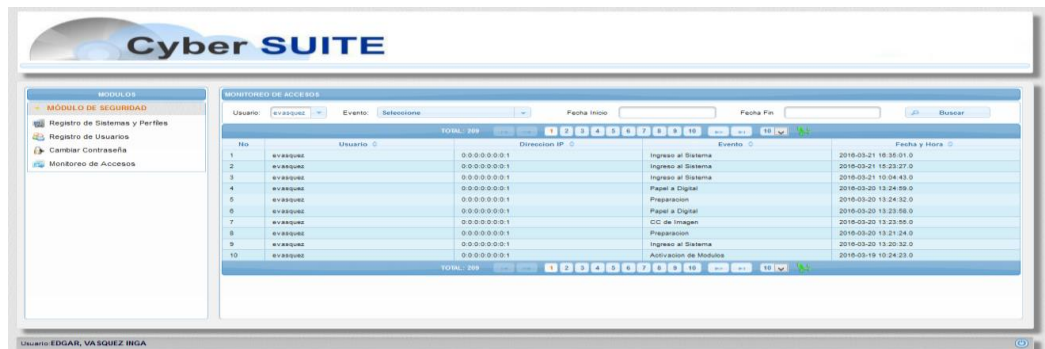 Cyber SUITE
MODULOS
MÓDULO DE SEGURIDAD
Registro de Sistemas y Perfiles
Registro de Usuarios
Cambiar Contraseña
Monitoreo de Accesos
MONITOREO DE ACCESOS
Usuario: evasquez Evento: Seleccione Fecha Inicio Fecha Fin Buscar
1 2 3 4 5 6 7 8 9 10 10
No Usuario Direccion IP Evento Fecha y Hora
1 evasquez 0:0:0:0:0:0:0:1 Ingreso al Sistema 2016-03-21 16:35:01.0
2 evasquez 0:0:0:0:0:0:0:1 Ingreso al Sistema 2016-03-21 15:23:27.0
3 evasquez 0:0:0:0:0:0:0:1 Ingreso al Sistema 2016-03-21 10:04:43.0
4 evasquez 0:0:0:0:0:0:0:1 Papel a Digital 2016-03-20 13:24:59.0
5 evasquez 0:0:0:0:0:0:0:1 Preparacion 2016-03-20 13:24:32.0
6 evasquez 0:0:0:0:0:0:0:1 Papel a Digital 2016-03-20 13:23:58.0
7 evasquez 0:0:0:0:0:0:0:1 CC de Imagen 2016-03-20 13:23:55.0
8 evasquez 0:0:0:0:0:0:0:1 Preparacion 2016-03-20 13:21:24.0
9 evasquez 0:0:0:0:0:0:0:1 Ingreso al Sistema 2016-03-20 13:20:32.0
10 evasquez 0:0:0:0:0:0:0:1 Activacion de Modulos 2016-03-19 10:24:23.0
1 2 3 4 5 6 7 8 9 10 10
Usuario:EDGAR, VASQUEZ INGA